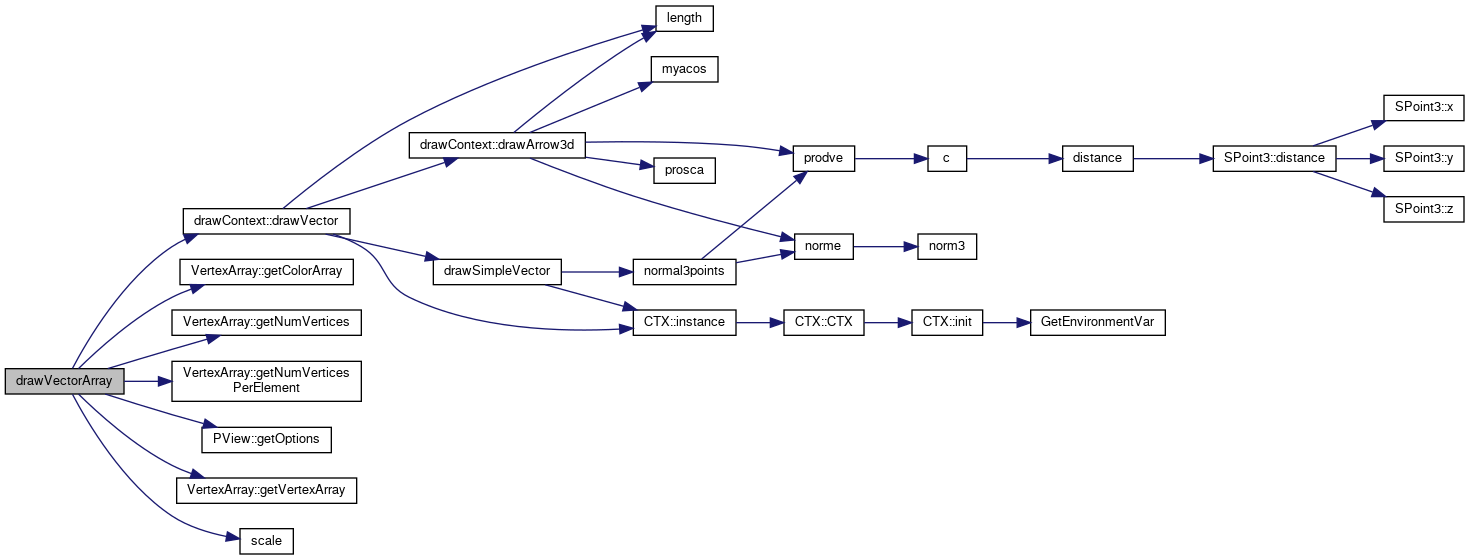 length
myacos
SPoint3::x
drawContext::drawArrow3d
prodve
c
distance
SPoint3::distance
SPoint3::y
prosca
SPoint3::z
drawContext::drawVector
norme
norm3
VertexArray::getColorArray
drawSimpleVector
normal3points
VertexArray::getNumVertices
CTX::instance
CTX::CTX
CTX::init
GetEnvironmentVar
drawVectorArray
VertexArray::getNumVertices
PerElement
PView::getOptions
VertexArray::getVertexArray
scale